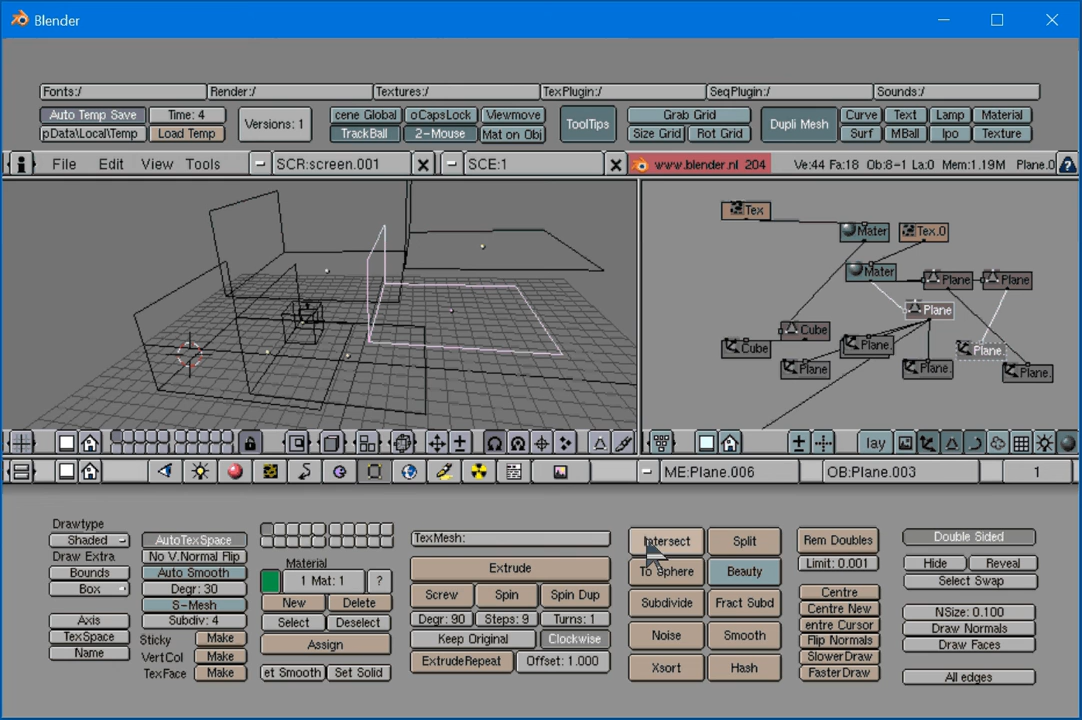 Blender
Fonts:/ Render:/ Textures:/ TexPlugin:/ SeqPlugin:/ Sounds:/
Auto Temp Save Time: 4 Versions: 1 cene Global oCapsLock Viewmove ToolTips Grab Grid Dupli Mesh Curve Text Lamp Material
pData\Local\Temp Load Temp TrackBall 2-Mouse Mat on Obj Size Grid Rot Grid Surf MBall Ipo Texture
File Edit View Tools SCR:screen.001 SCE:1 www.blender.nl 204 Ve:44 Fa:18 Ob:8-1 La:0 Mem:1.19M Plane.0
Tex
Mater Tex.0
Mater Plane Plane
Plane
Cube
Cube Plane. Plane.
Plane Plane. Plane.
lay
ME:Plane.006 OB:Plane.003 1
Drawtype
Shaded
Draw Extra
Bounds
Box
Axis
TexSpace
Name
AutoTexSpace
No V.Normal Flip
Auto Smooth
Degr: 30
S-Mesh
Subdiv: 4
Sticky Make
VertCol Make
TexFace Make
Material
1 Mat: 1 ?
New Delete
Select Deselect
Assign
et Smooth Set Solid
TexMesh:
Extrude
Screw Spin Spin Dup
Degr: 90 Steps: 9 Turns: 1
Keep Original Clockwise
ExtrudeRepeat Offset: 1.000
Intersect Split
To Sphere Beauty
Subdivide Fract Subd
Noise Smooth
Xsort Hash
Rem Doubles
Limit: 0.001
Centre
Centre New
entre Cursor
Flip Normals
SlowerDraw
FasterDraw
Double Sided
Hide Reveal
Select Swap
NSize: 0.100
Draw Normals
Draw Faces
All edges